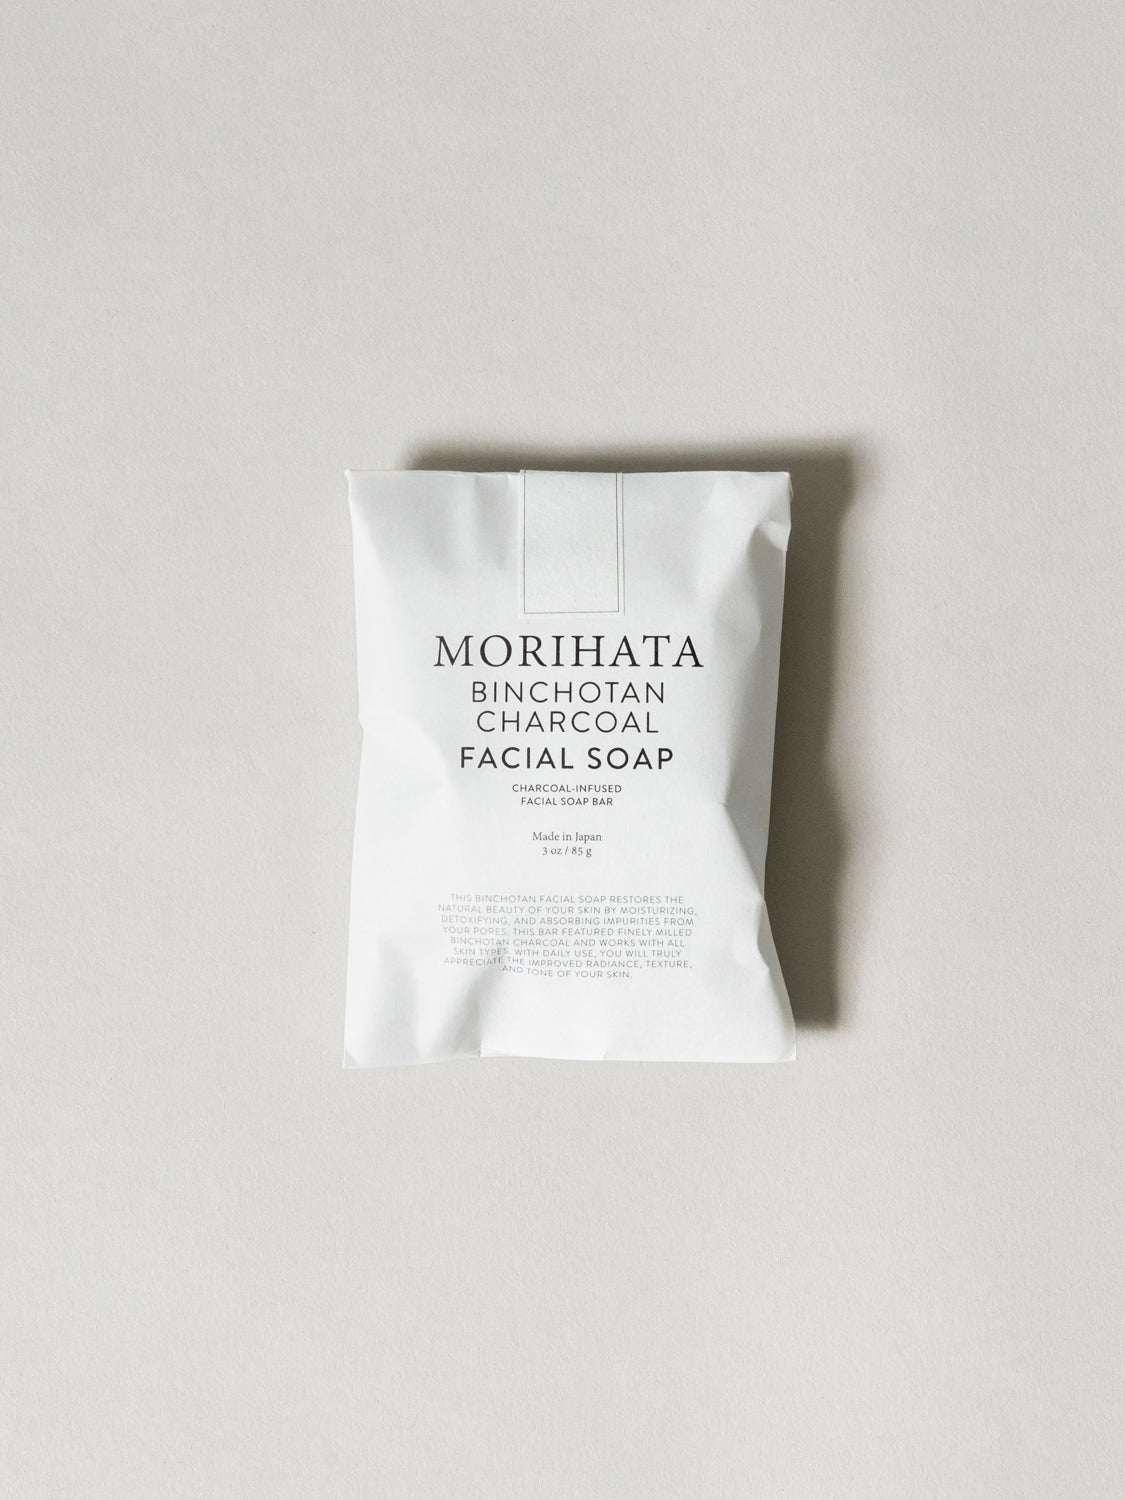 MORIHATA
BINCHOTAN
CHARCOAL
FACIAL SOAP
CHARCOAL-INFUSED
FACIAL SOAP BAR
Made in Japan
3 oz / 85 g
THIS BINCHOTAN FACIAL SOAP RESTORES THE
NATURAL BEAUTY OF YOUR SKIN BY MOISTURIZING,
DETOXIFYING, AND ABSORBING IMPURITIES FROM
YOUR PORES. THIS BAR FEATURED FINELY MILLED
BINCHOTAN CHARCOAL AND WORKS WITH ALL
SKIN TYPES. WITH DAILY USE, YOU WILL TRULY
APPRECIATE THE IMPROVED RADIANCE, TEXTURE,
AND TONE OF YOUR SKIN.